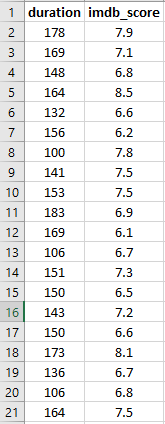 1 duration imdb_score
2 178 7.9
3 169 7.1
4 148 6.8
5 164 8.5
6 132 6.6
7 156 6.2
8 100 7.8
9 141 7.5
10 153 7.5
11 183 6.9
12 169 6.1
13 106 6.7
14 151 7.3
15 150 6.5
16 143 7.2
17 150 6.6
18 173 8.1
19 136 6.7
20 106 6.8
21 164 7.5